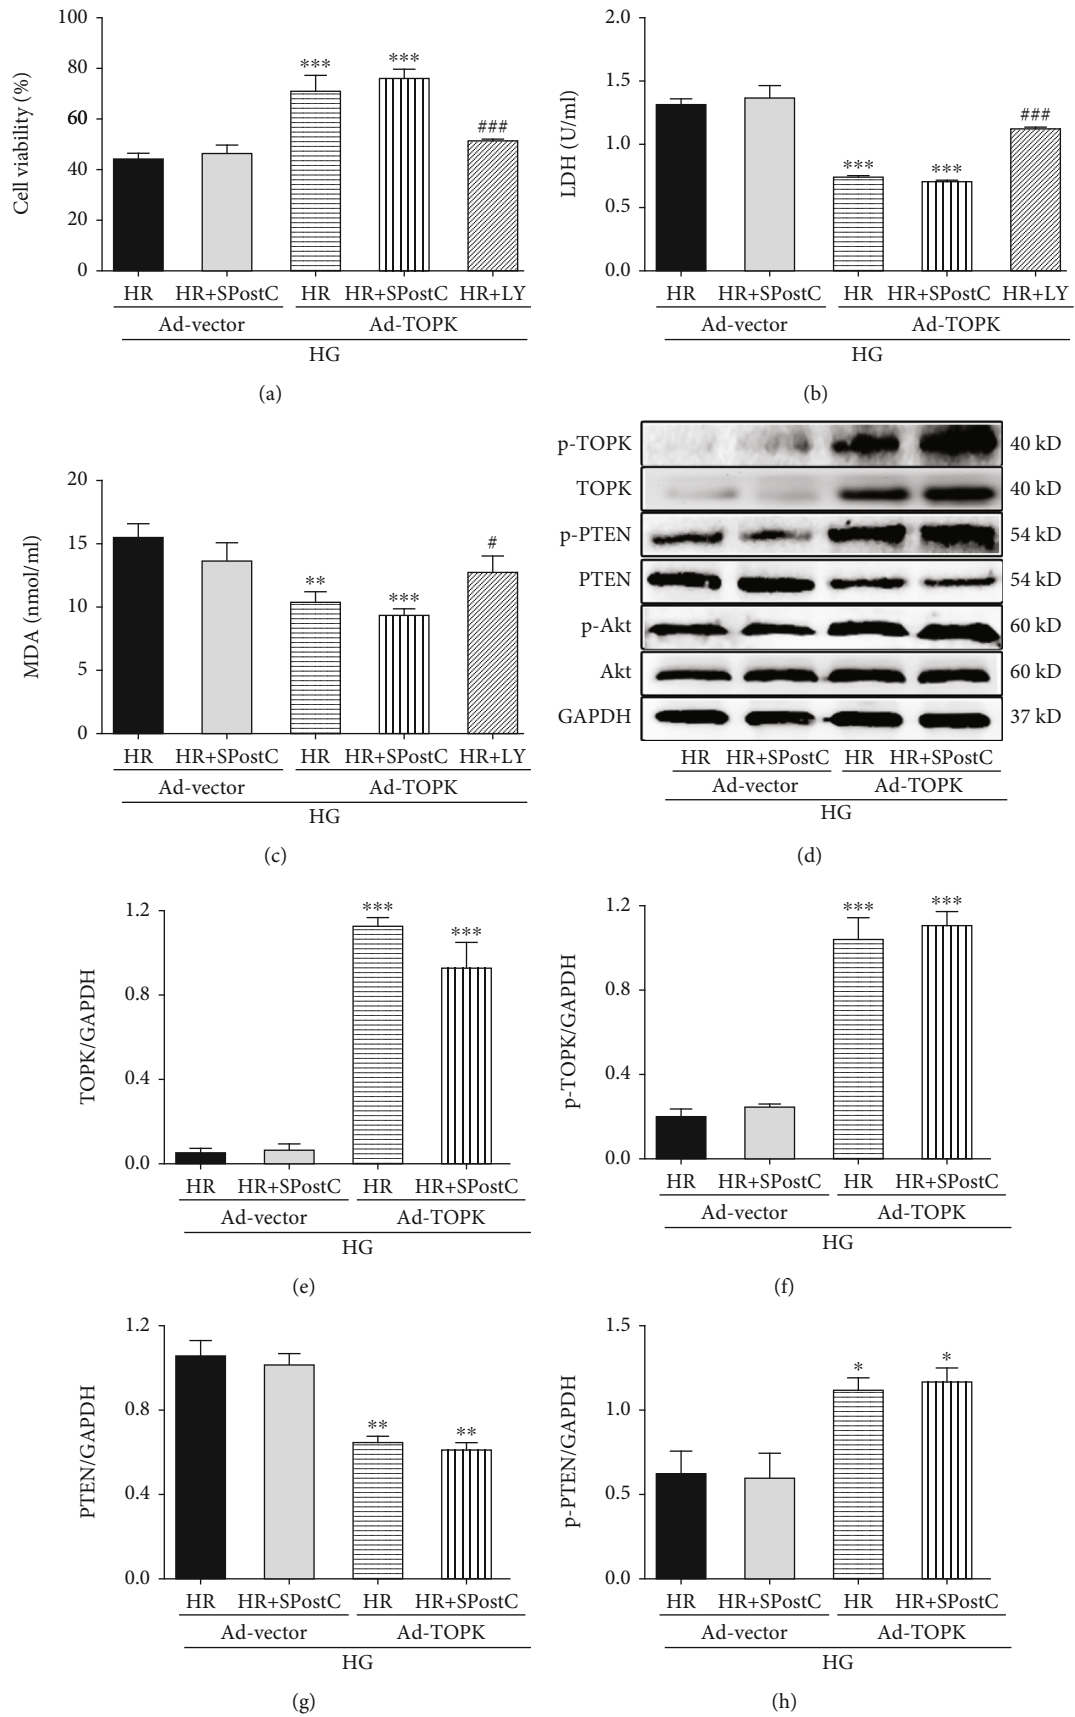 100
80
60
40
20
0
Cell viability (%)
***
***
###
HR
HR+SPostC
HR
HR+SPostC
HR+LY
Ad-vector
Ad-TOPK
HG
(a)
2.0
1.5
1.0
0.5
0.0
LDH (U/ml)
***
***
###
HR
HR+SPostC
HR
HR+SPostC
HR+LY
Ad-vector
Ad-TOPK
HG
(b)
20
15
10
5
0
MDA (nmol/ml)
**
***
#
HR
HR+SPostC
HR
HR+SPostC
HR+LY
Ad-vector
Ad-TOPK
HG
(c)
p-TOPK 40 kD
TOPK 40 kD
p-PTEN 54 kD
PTEN 54 kD
p-Akt 60 kD
Akt 60 kD
GAPDH 37 kD
HR
HR+SPostC
HR
HR+SPostC
Ad-vector
Ad-TOPK
HG
(d)
1.2
0.8
0.4
0.0
TOPK/GAPDH
***
***
HR
HR+SPostC
HR
HR+SPostC
Ad-vector
Ad-TOPK
HG
(e)
1.2
0.8
0.4
0.0
p-TOPK/GAPDH
***
***
HR
HR+SPostC
HR
HR+SPostC
Ad-vector
Ad-TOPK
HG
(f)
1.2
0.8
0.4
0.0
PTEN/GAPDH
**
**
HR
HR+SPostC
HR
HR+SPostC
Ad-vector
Ad-TOPK
HG
(g)
1.5
1.0
0.5
0.0
p-PTEN/GAPDH
*
*
HR
HR+SPostC
HR
HR+SPostC
Ad-vector
Ad-TOPK
HG
(h)